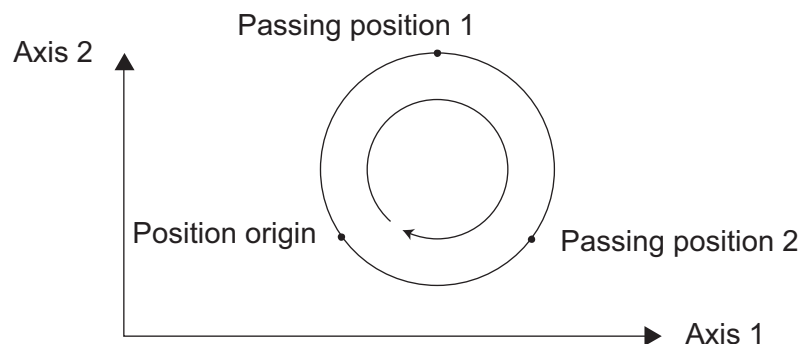 Passing position 1
Axis 2
Position origin
Passing position 2
Axis 1